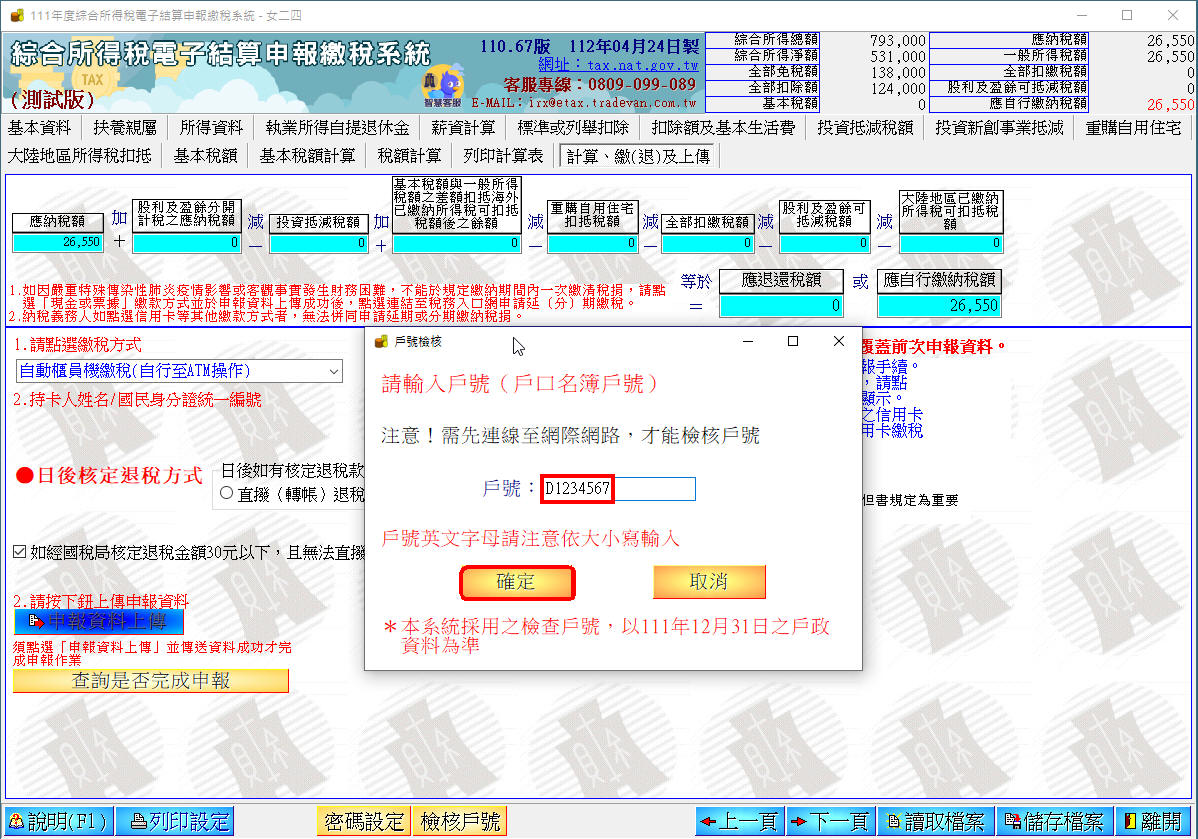 111年度綜合所得稅電子結算申報繳稅系統 - 女二四
綜合所得稅電子結算申報繳稅系統
TAX
(測試版)
110.67版 112年04月24日製
網址：tax.nat.gov.tw
客服專線：0809-099-089
E-MAIL：irx@etax.tradevan.com.tw
智慧客服
綜合所得總額 793,000 應納稅額 26,550
綜合所得淨額 531,000 一般所得稅額 26,550
全部免稅額 138,000 全部扣繳稅額 0
全部扣除額 124,000 股利及盈餘可抵減稅額 0
基本稅額 0 應自行繳納稅額 26,550
基本資料 扶養親屬 所得資料 執業所得自提退休金 薪資計算 標準或列舉扣除 扣除額及基本生活費 投資抵減稅額 投資新創事業抵減 重購自用住宅
大陸地區所得稅扣抵 基本稅額 基本稅額計算 稅額計算 列印計算表 計算、繳(退)及上傳
應納稅額
26,550
加
＋
股利及盈餘分開
計稅之應納稅額
0
減
－
投資抵減稅額
0
加
＋
基本稅額與一般所得
稅額之差額扣抵海外
已繳納所得稅可扣抵
稅額後之餘額
0
減
－
重購自用住宅
扣抵稅額
0
減
－
全部扣繳稅額
0
減
－
股利及盈餘可
抵減稅額
0
減
－
大陸地區已繳納
所得稅可扣抵稅
額
0
1.如因嚴重特殊傳染性肺炎疫情影響或客觀事實發生財務困難，不能於規定繳納期間內一次繳清稅捐，請點
選「現金或票據」繳款方式並於申報資料上傳成功後，點選連結至稅務入口網申請延（分）期繳稅。
2.納稅義務人如點選信用卡等其他繳款方式者，無法併同申請延期或分期繳納稅捐。
等於
＝
應退還稅額
0
或
應自行繳納稅額
26,550
1.請點選繳稅方式
自動櫃員機繳稅(自行至ATM操作)
2.持卡人姓名/國民身分證統一編號
●日後核定退稅方式
日後如有核定退稅款
直撥（轉帳）退稅
如經國稅局核定退稅金額30元以下，且無法直撥
2.請按下鈕上傳申報資料
申報資料上傳
須點選「申報資料上傳」並傳送資料成功才完
成申報作業
查詢是否完成申報
覆蓋前次申報資料。
報手續。
，請點
顯示。
之信用卡
用卡繳稅
但書規定為重要
戶號檢核
請輸入戶號（戶口名簿戶號）
注意！需先連線至網際網路，才能檢核戶號
戶號：D1234567
戶號英文字母請注意依大小寫輸入
確定 取消
＊本系統採用之檢查戶號，以111年12月31日之戶政
資料為準
說明(F1) 列印設定 密碼設定 檢核戶號 上一頁 下一頁 讀取檔案 儲存檔案 離開